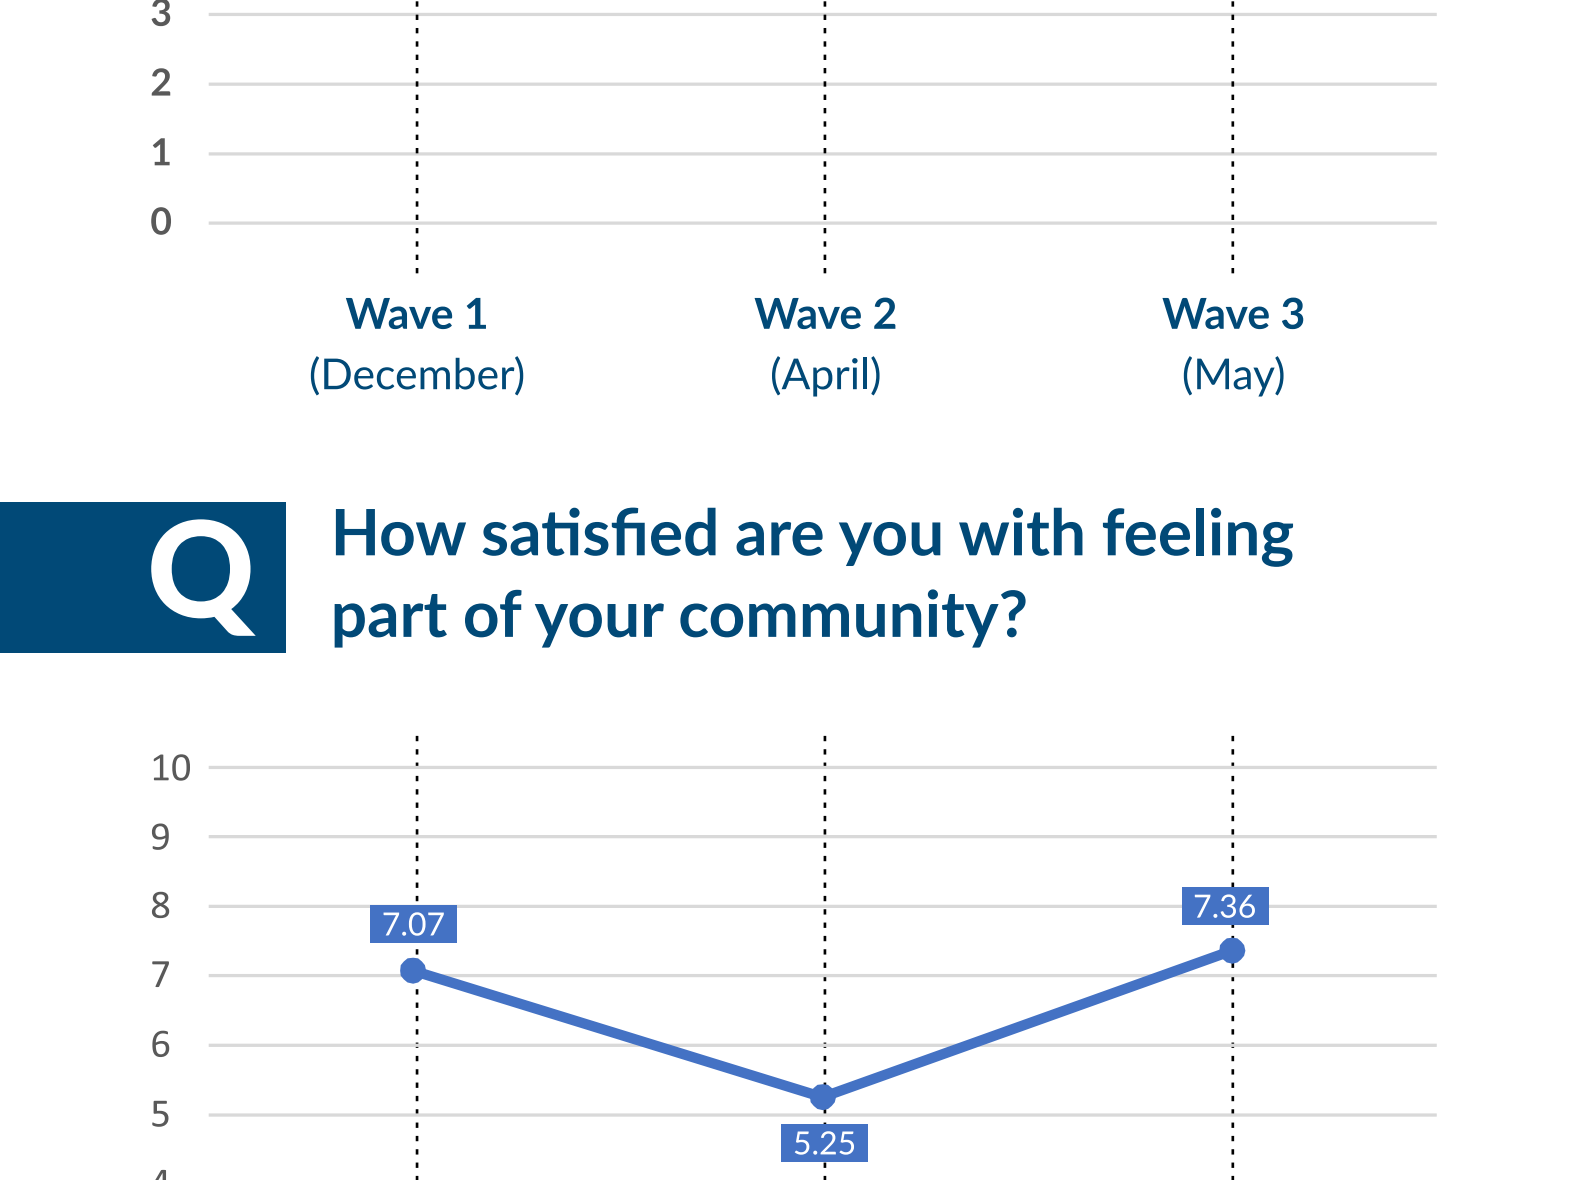 3
2
1
0
Wave 1 Wave 2 Wave 3
(December) (April) (May)
Q
How satisfied are you with feeling
part of your community?
10
9
8
7.36
7.07
7
6
5
5.25
4